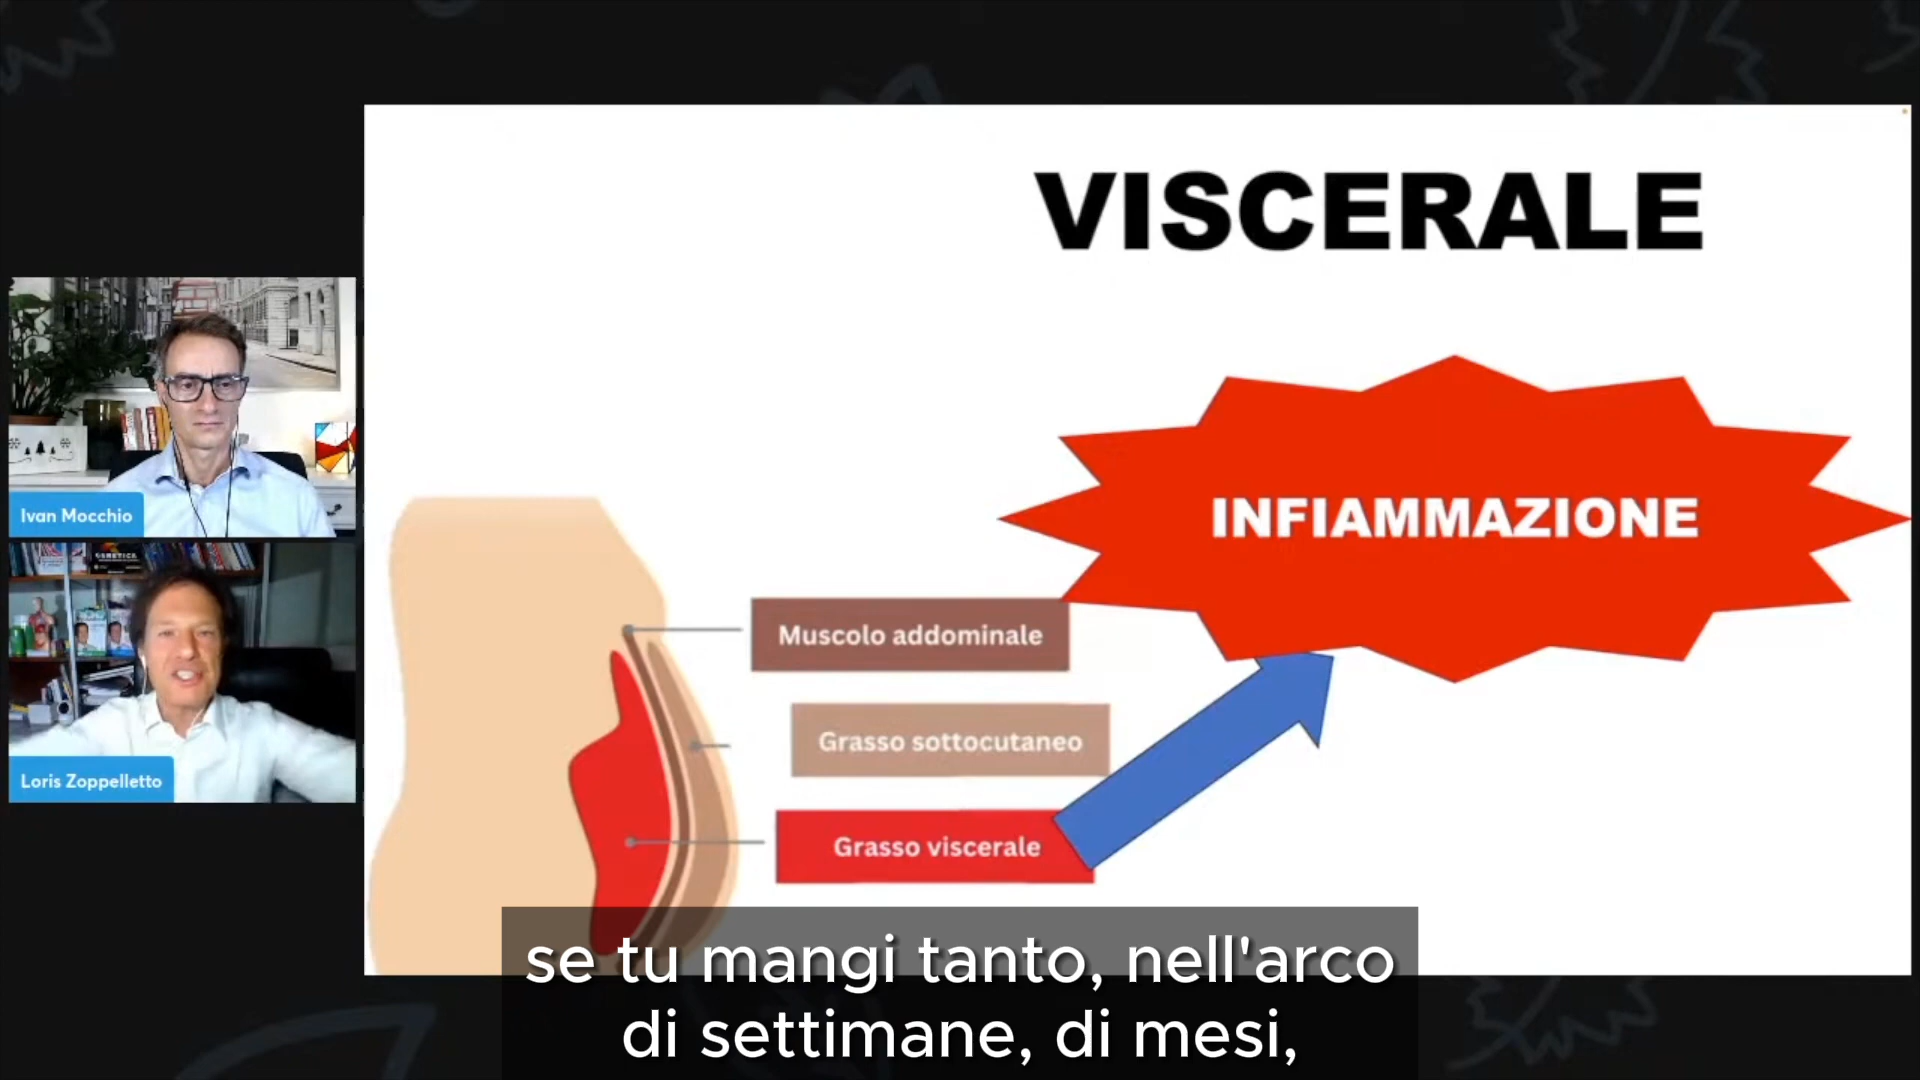 VISCERALE
INFIAMMAZIONE
Muscolo addominale
Grasso sottocutaneo
Grasso viscerale
Ivan Mocchio
GENETICA
Loris Zoppelletto
se tu mangi tanto, nell'arco
di settimane, di mesi,